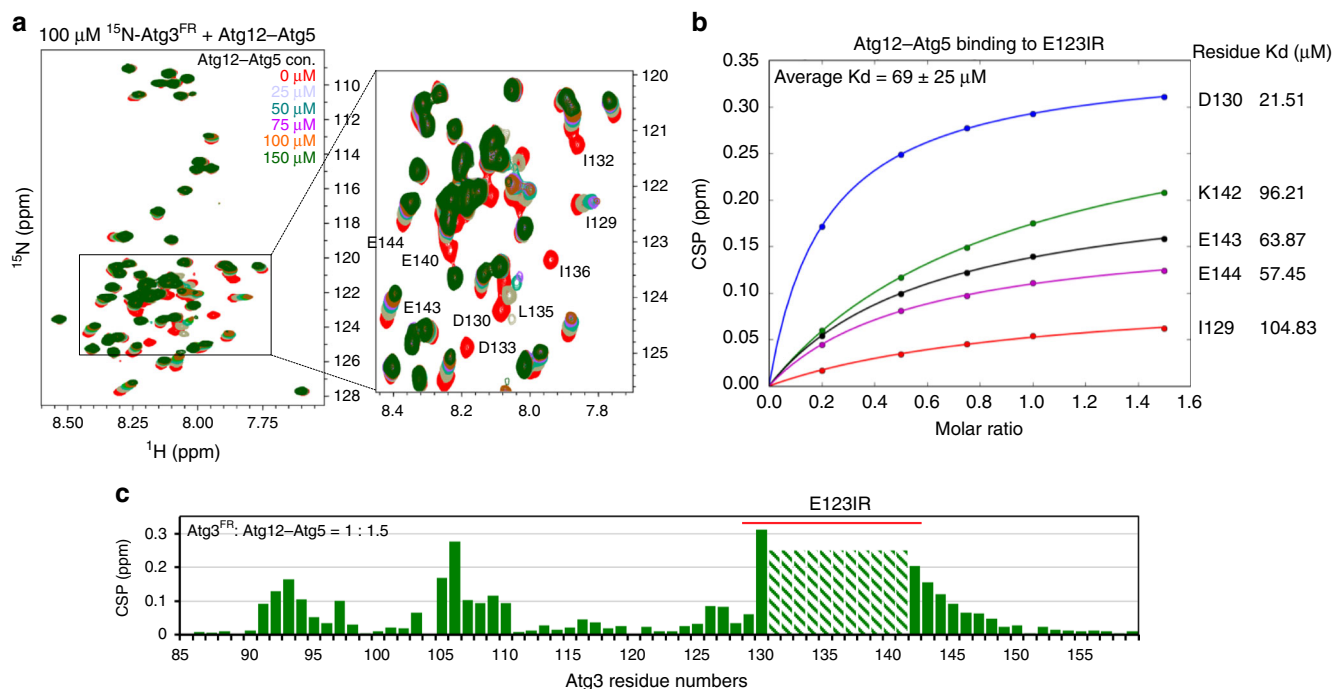 a
100 μM ¹⁵N-Atg3ᶠᴿ + Atg12–Atg5
Atg12–Atg5 con.
0 μM
25 μM
50 μM
75 μM
100 μM
150 μM
110
112
114
116
118
120
122
124
126
128
¹⁵N (ppm)
8.50 8.25 8.00 7.75
¹H (ppm)
120
121
122
123
124
125
I132
I129
E144
E140
I136
E143
L135
D130
D133
8.4 8.2 8.0 7.8
b
Atg12–Atg5 binding to E123IR
Residue Kd (μM)
Average Kd = 69 ± 25 μM
D130 21.51
K142 96.21
E143 63.87
E144 57.45
I129 104.83
CSP (ppm)
0.35
0.30
0.25
0.20
0.15
0.10
0.05
0.00
0.0 0.2 0.4 0.6 0.8 1.0 1.2 1.4 1.6
Molar ratio
c
E123IR
Atg3ᶠᴿ: Atg12–Atg5 = 1 : 1.5
CSP (ppm)
0.3
0.2
0.1
0
85 90 95 100 105 110 115 120 125 130 135 140 145 150 155
Atg3 residue numbers